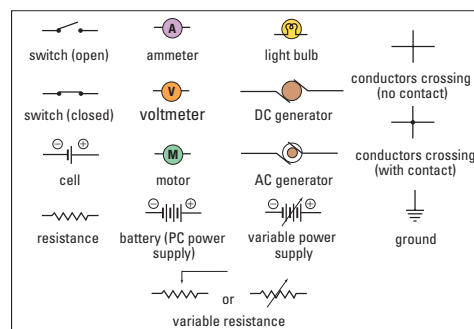 A
switch (open)
ammeter
light bulb
conductors crossing
(no contact)
V
switch (closed)
voltmeter
DC generator
⊖ ⊕
M
cell
motor
AC generator
conductors crossing
(with contact)
⊖ ⊕
⊖ ⊕
resistance
battery (PC power
supply)
variable power
supply
ground
or
variable resistance